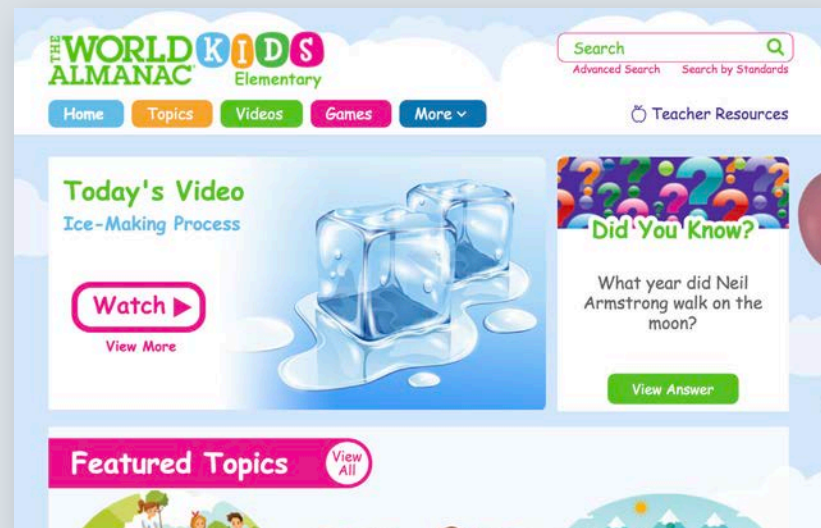 THE WORLD KIDS
ALMANAC® Elementary
Search
Advanced Search Search by Standards
Home Topics Videos Games More
Teacher Resources
Today's Video
Ice-Making Process
Watch
View More
Did You Know?
What year did Neil
Armstrong walk on the
moon?
View Answer
Featured Topics
View
All